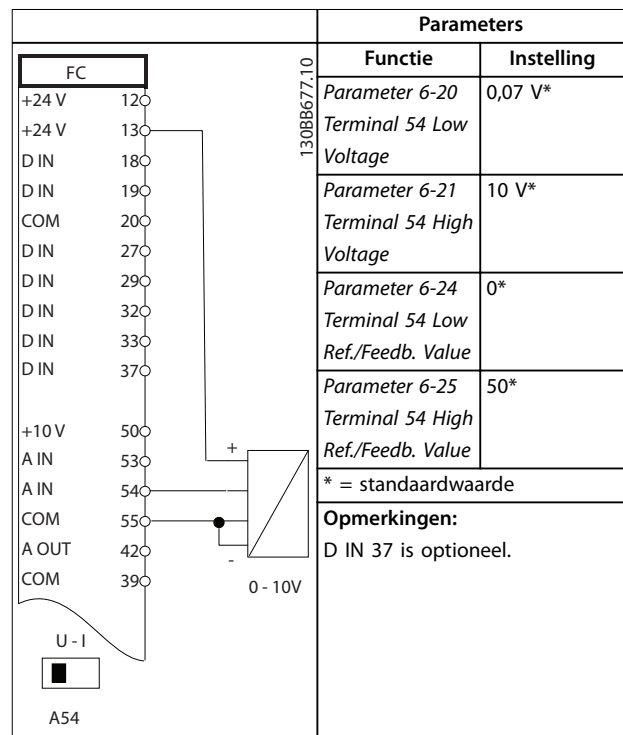 FC
+24 V 12
+24 V 13
D IN 18
D IN 19
COM 20
D IN 27
D IN 29
D IN 32
D IN 33
D IN 37
+10 V 50
A IN 53
A IN 54
COM 55
A OUT 42
COM 39
U - I
A54
+
-
0 - 10V
130BB677.10
Parameters
Functie Instelling
Parameter 6-20 0,07 V*
Terminal 54 Low
Voltage
Parameter 6-21 10 V*
Terminal 54 High
Voltage
Parameter 6-24 0*
Terminal 54 Low
Ref./Feedb. Value
Parameter 6-25 50*
Terminal 54 High
Ref./Feedb. Value
* = standaardwaarde
Opmerkingen:
D IN 37 is optioneel.